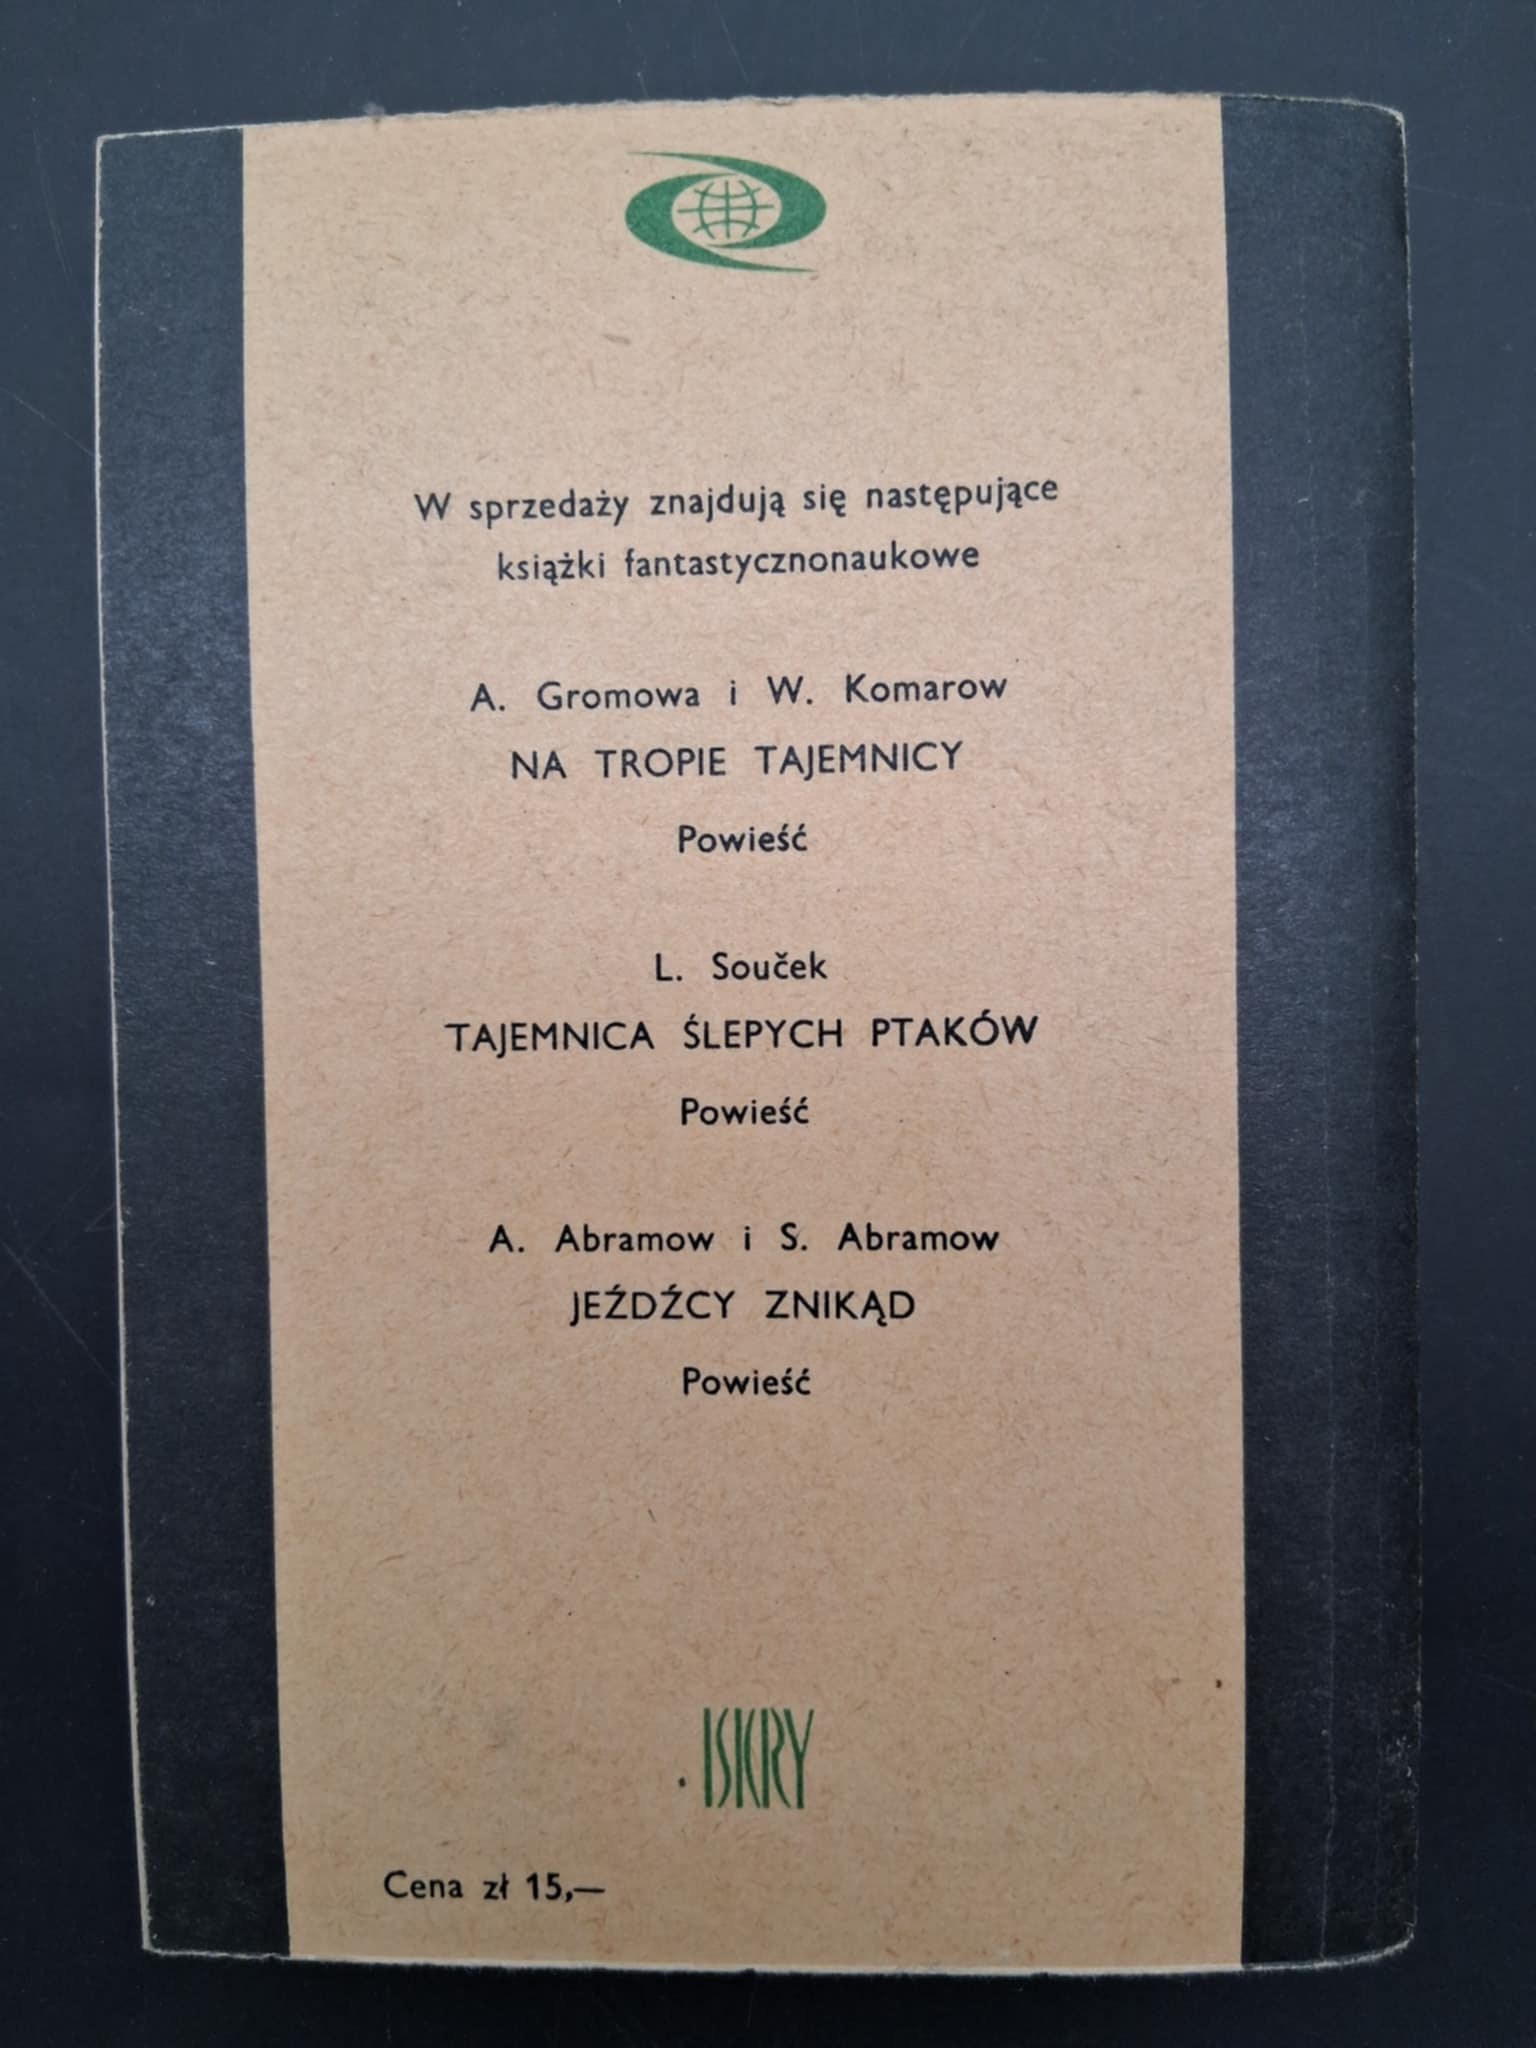 W sprzedaży znajdują się następujące
książki fantastycznonaukowe
A. Gromowa i W. Komarow
NA TROPIE TAJEMNICY
Powieść
L. Souček
TAJEMNICA ŚLEPYCH PTAKÓW
Powieść
A. Abramow i S. Abramow
JEŹDŹCY ZNIKĄD
Powieść
ISKRY
Cena zł 15,—